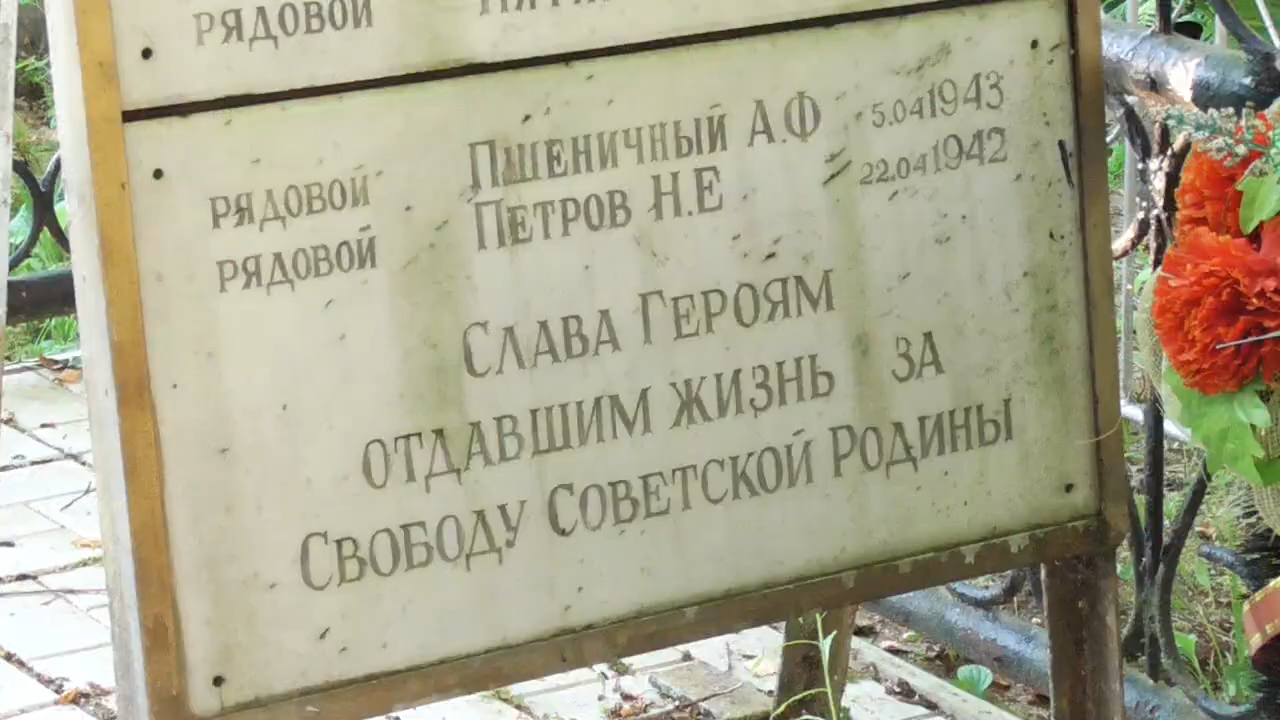 РЯДОВОЙ
РЯДОВОЙ ПШЕНИЧНЫЙ А.Ф 5.04 1943
РЯДОВОЙ ПЕТРОВ Н.Е 22.04 1942
СЛАВА ГЕРОЯМ
ОТДАВШИМ ЖИЗНЬ ЗА
СВОБОДУ СОВЕТСКОЙ РОДИНЫ